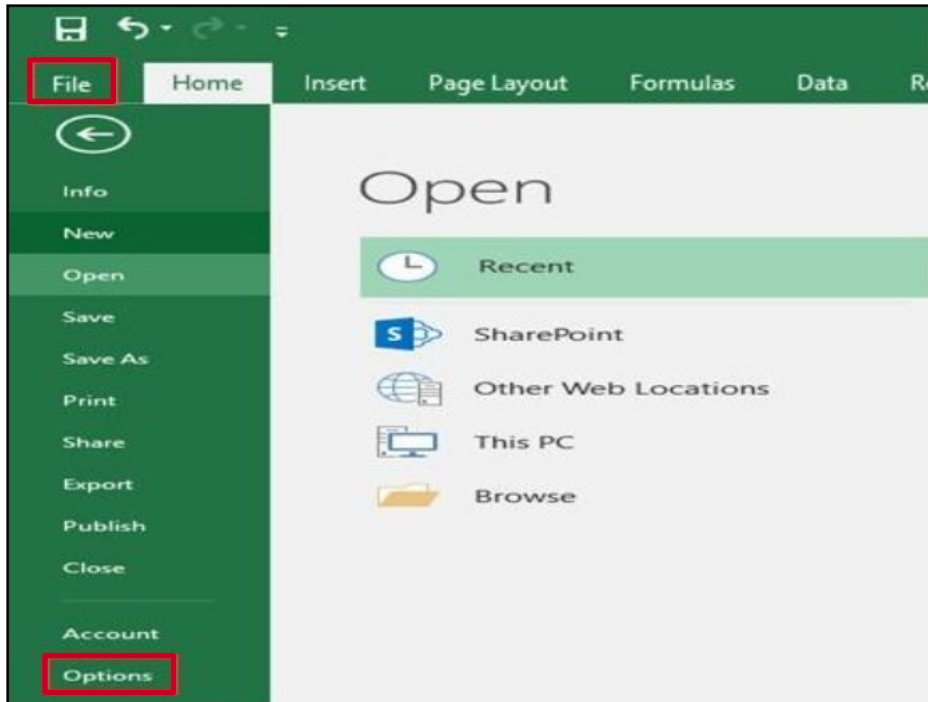 File Home Insert Page Layout Formulas Data
Info
New
Open
Save
Save As
Print
Share
Export
Publish
Close
Account
Options
Open
Recent
S
SharePoint
Other Web Locations
This PC
Browse